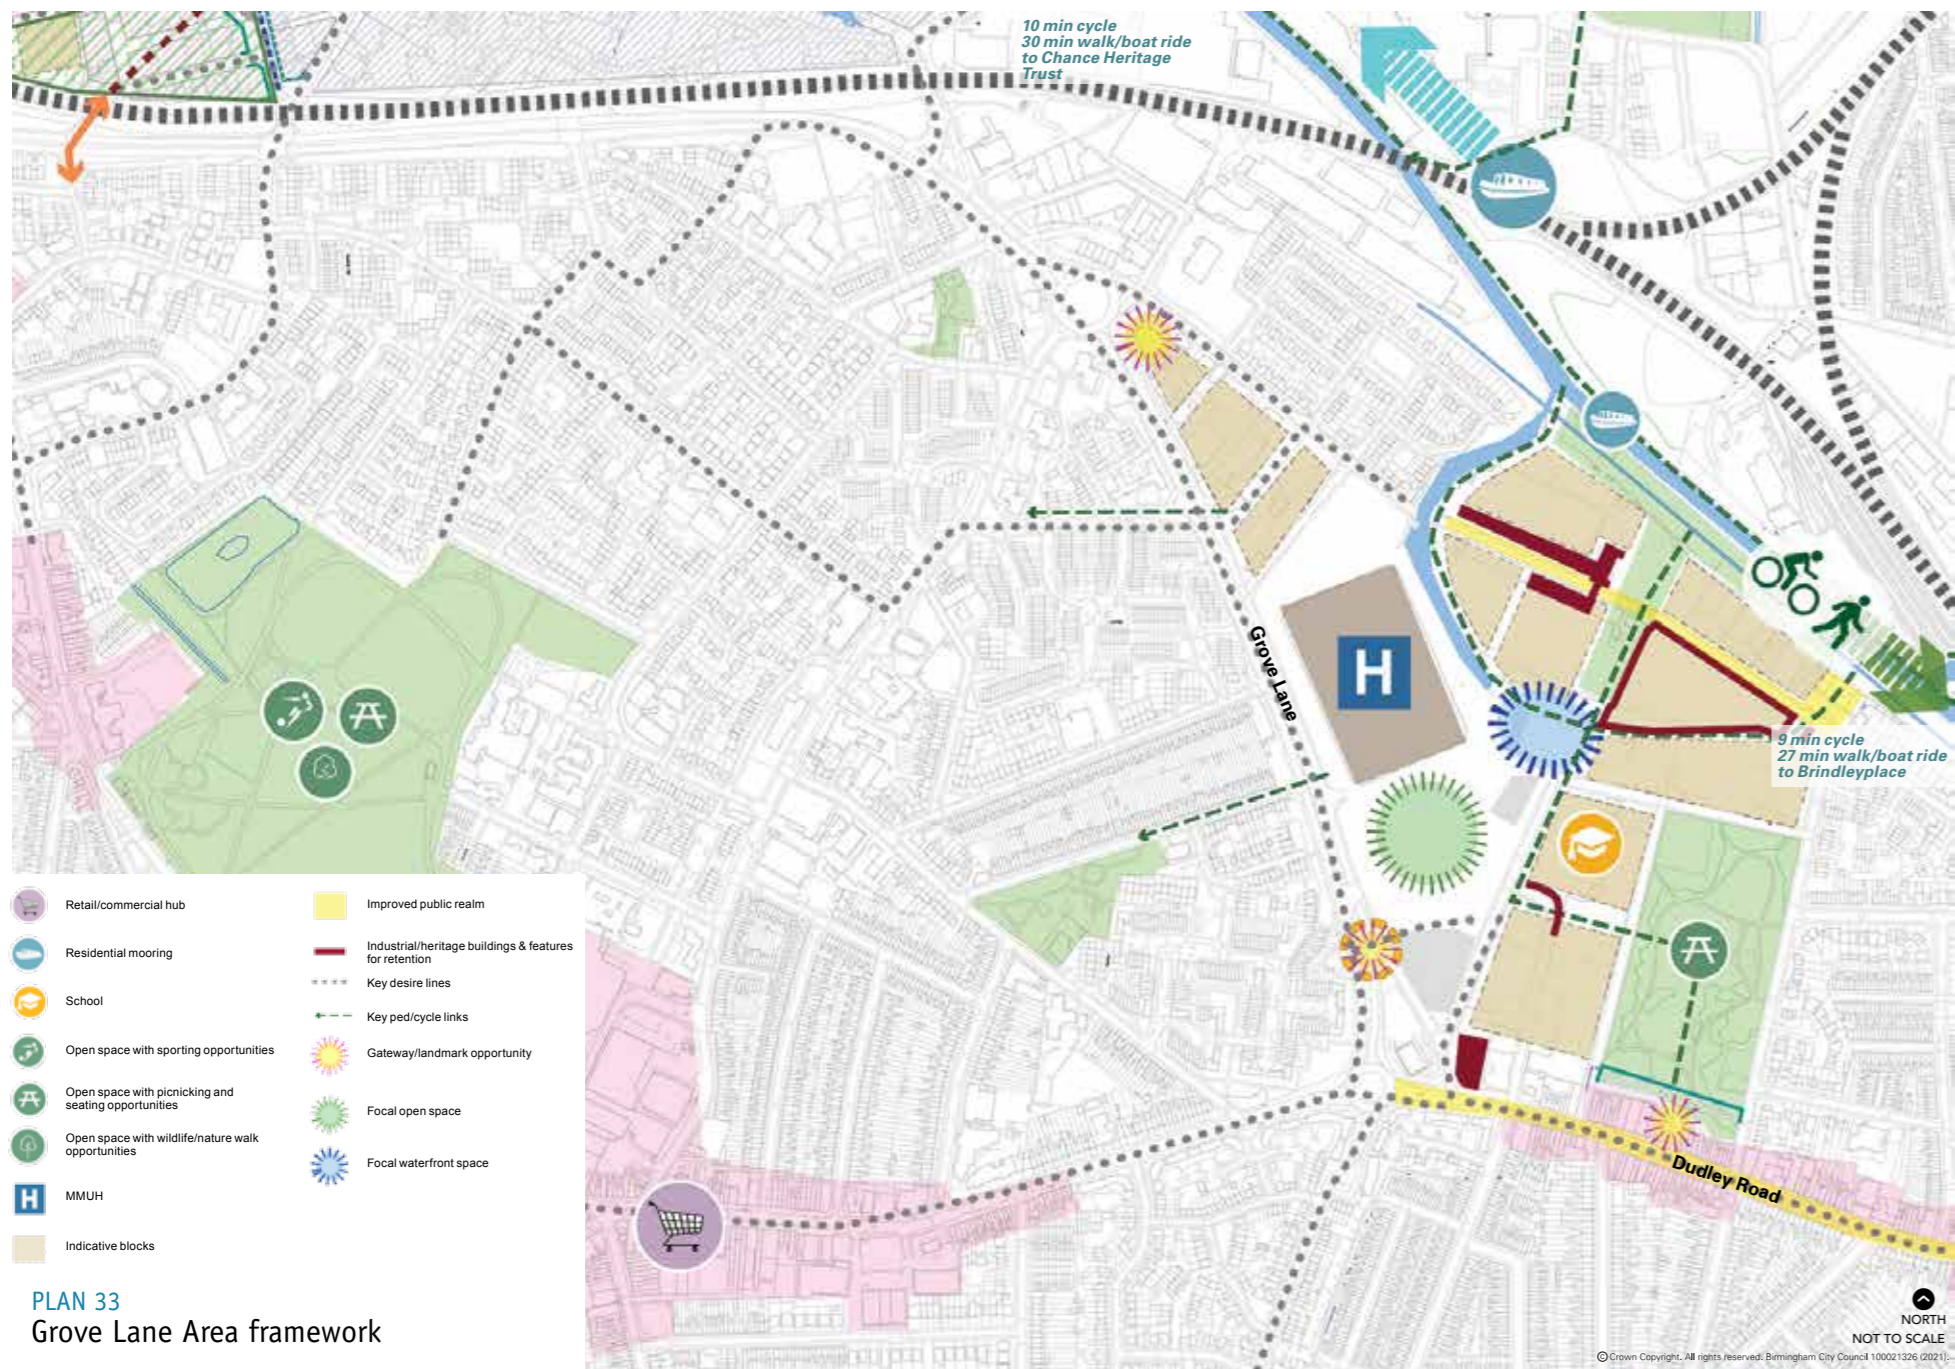 10 min cycle
30 min walk/boat ride
to Chance Heritage
Trust
Grove Lane
H
9 min cycle
27 min walk/boat ride
to Brindleyplace
Dudley Road
Retail/commercial hub
Residential mooring
School
Open space with sporting opportunities
Open space with picnicking and
seating opportunities
Open space with wildlife/nature walk
opportunities
H
MMUH
Indicative blocks
Improved public realm
Industrial/heritage buildings & features
for retention
Key desire lines
Key ped/cycle links
Gateway/landmark opportunity
Focal open space
Focal waterfront space
PLAN 33
Grove Lane Area framework
NORTH
NOT TO SCALE
© Crown Copyright. All rights reserved. Birmingham City Council 100021326 (2021).